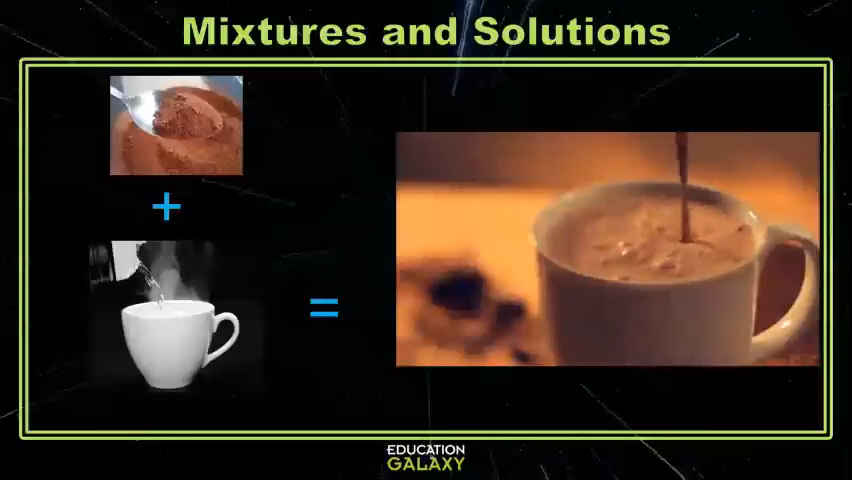 Mixtures and Solutions
+
=
EDUCATION
GALAXY